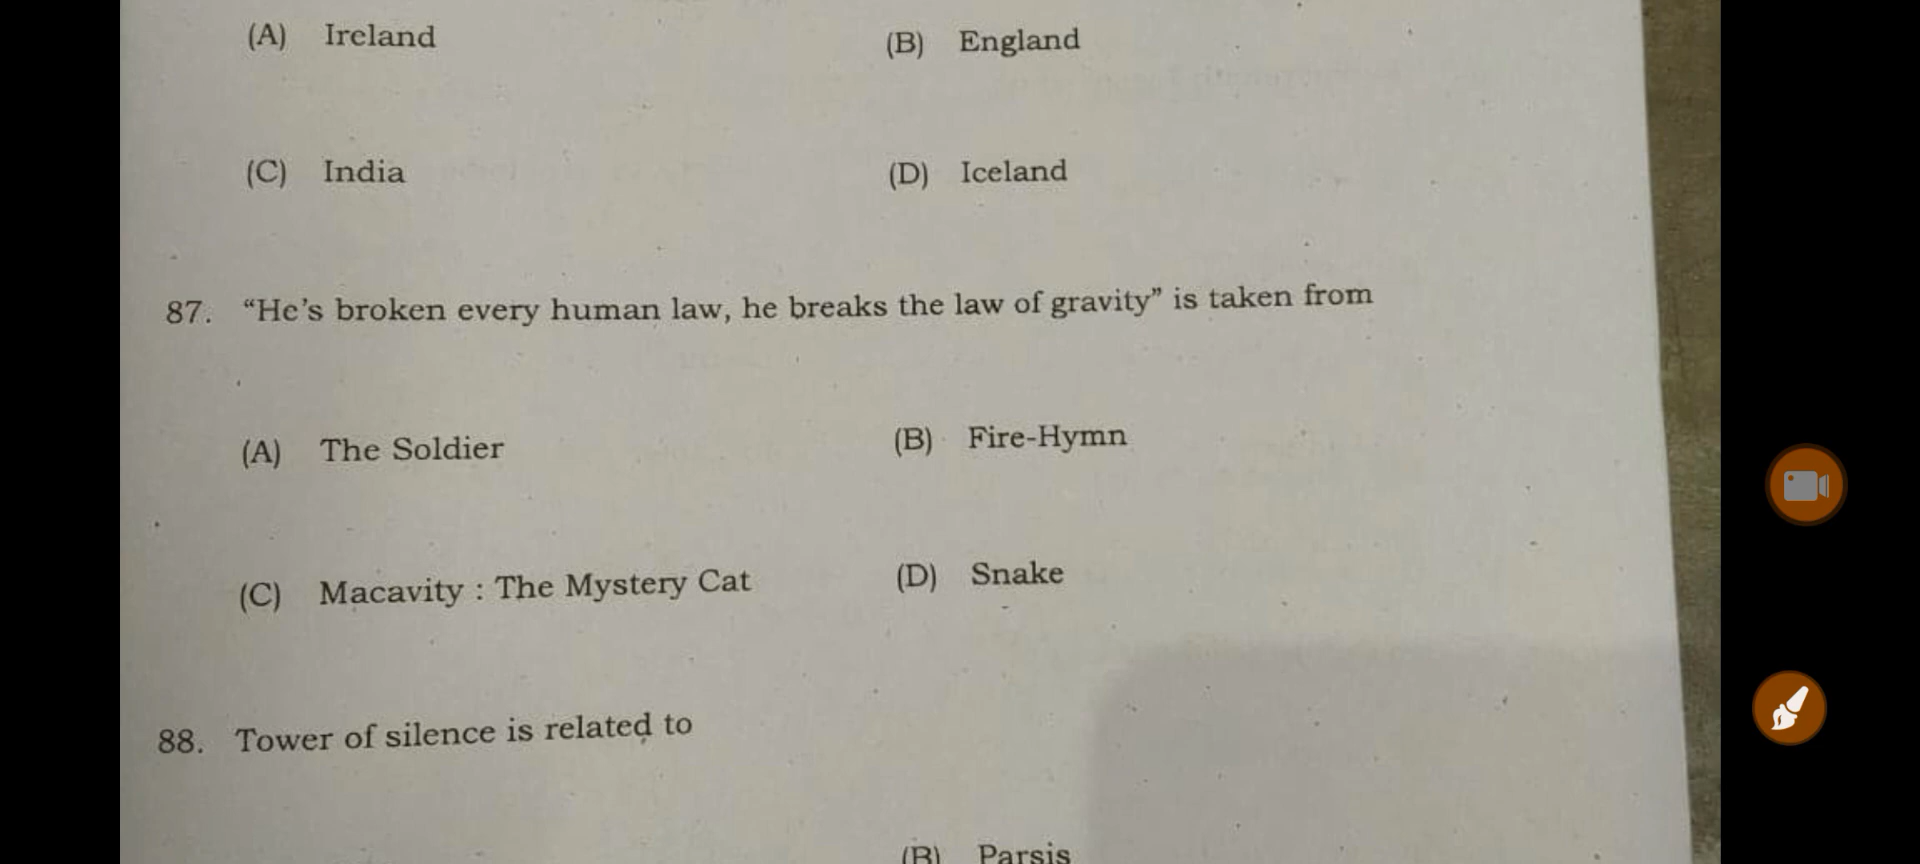 (A) Ireland (B) England
(C) India (D) Iceland
87. “He’s broken every human law, he breaks the law of gravity” is taken from
(A) The Soldier (B) Fire-Hymn
(C) Macavity : The Mystery Cat (D) Snake
88. Tower of silence is related to
(B) Parsis